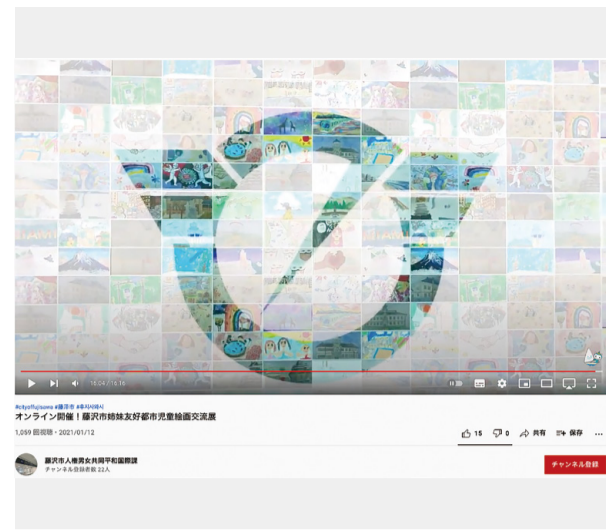 16:04 / 16:16
#cityoffujisawa #藤沢市 #후지사와시
オンライン開催！藤沢市姉妹友好都市児童絵画交流展
1,059 回視聴・2021/01/12
15
0
共有
保存
藤沢市人権男女共同平和国際課
チャンネル登録者数 22人
チャンネル登録